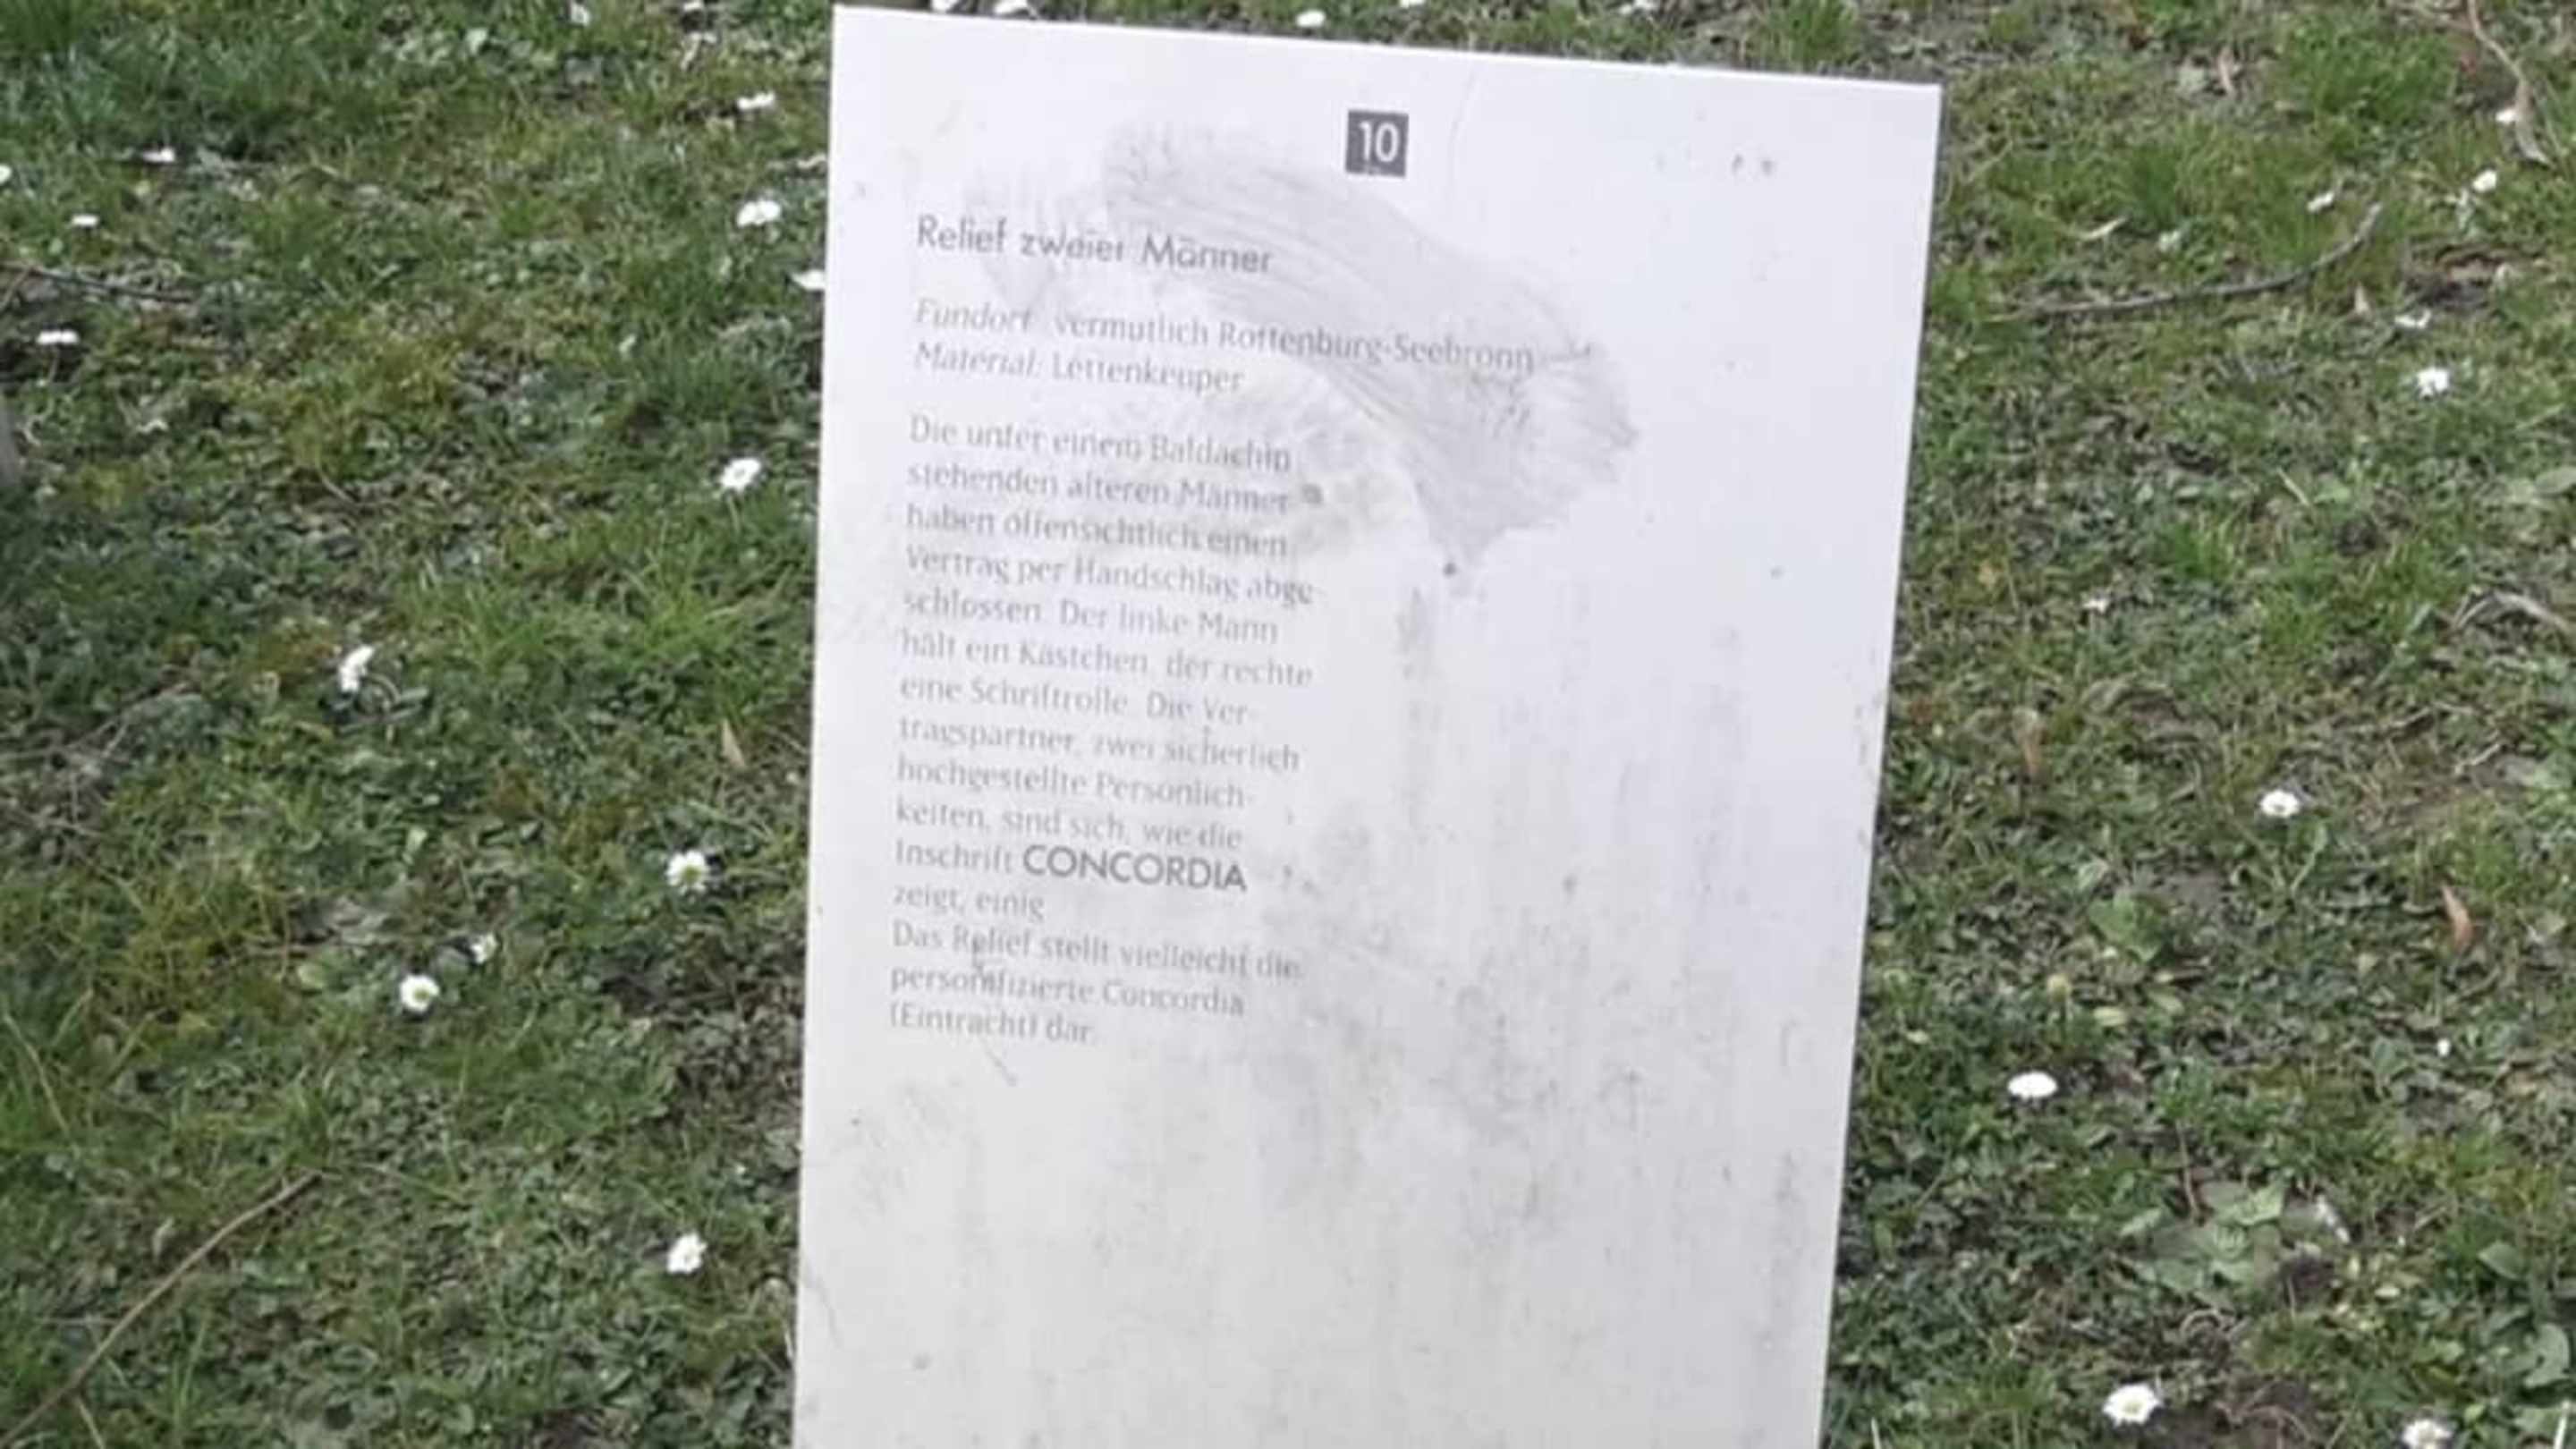 10
Relief zweier Männer
Fundort: vermutlich Rottenburg-Seebronn
Material: Lettenkeuper
Die unter einem Baldachin
stehenden älteren Männer
haben offensichtlich einen
Vertrag per Handschlag abge-
schlossen. Der linke Mann
hält ein Kästchen, der rechte
eine Schriftrolle. Die Ver-
tragspartner, zwei sicherlich
hochgestellte Persönlich-
keiten, sind sich, wie die
Inschrift CONCORDIA
zeigt, einig.
Das Relief stellt vielleicht die
personifizierte Concordia
(Eintracht) dar.